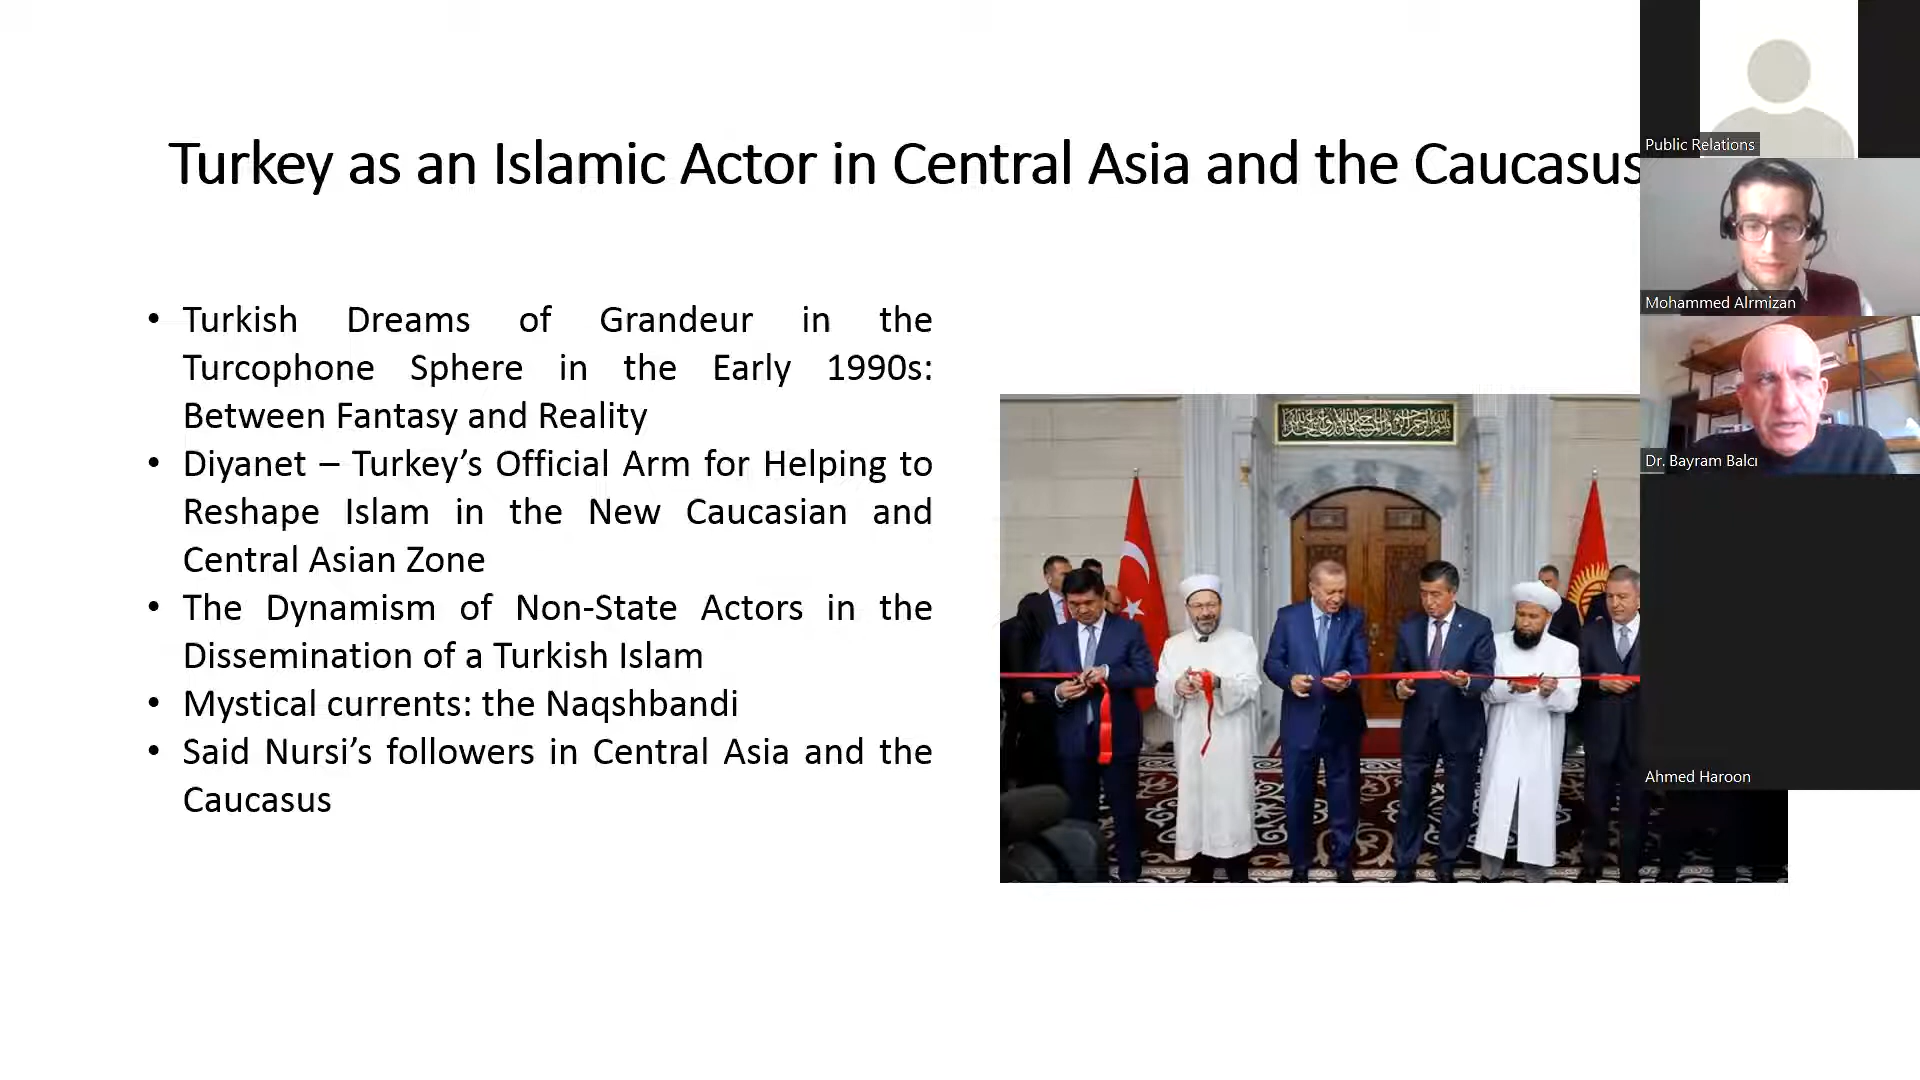 Turkey as an Islamic Actor in Central Asia and the Caucasus
• Turkish Dreams of Grandeur in the
Turcophone Sphere in the Early 1990s:
Between Fantasy and Reality
• Diyanet – Turkey’s Official Arm for Helping to
Reshape Islam in the New Caucasian and
Central Asian Zone
• The Dynamism of Non-State Actors in the
Dissemination of a Turkish Islam
• Mystical currents: the Naqshbandi
• Said Nursi’s followers in Central Asia and the
Caucasus
Public Relations
Mohammed Alrmizan
Dr. Bayram Balcı
Ahmed Haroon